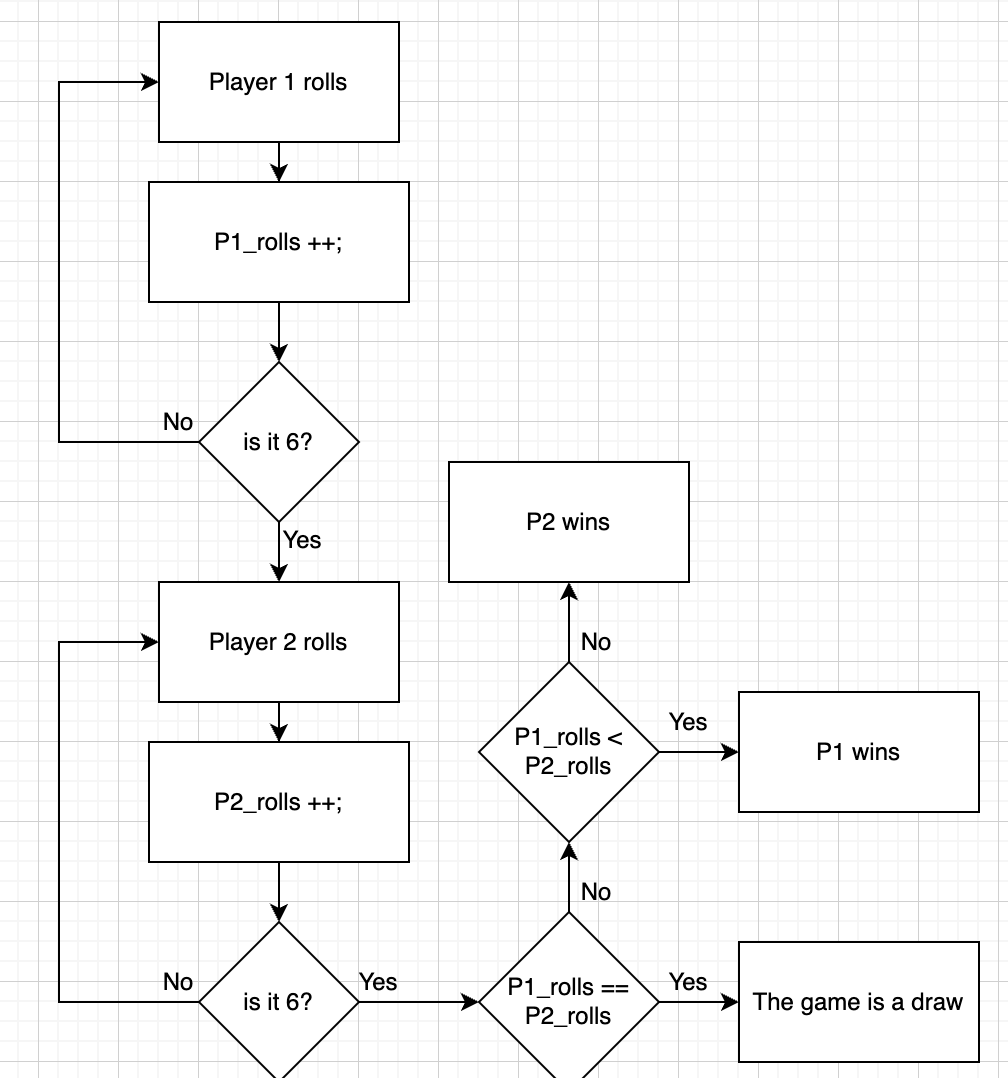 Player 1 rolls
P1_rolls ++;
No
is it 6?
Yes
Player 2 rolls
P2_rolls ++;
No
is it 6?
Yes
P1_rolls ==
P2_rolls
Yes
The game is a draw
No
P1_rolls <
P2_rolls
Yes
P1 wins
No
P2 wins